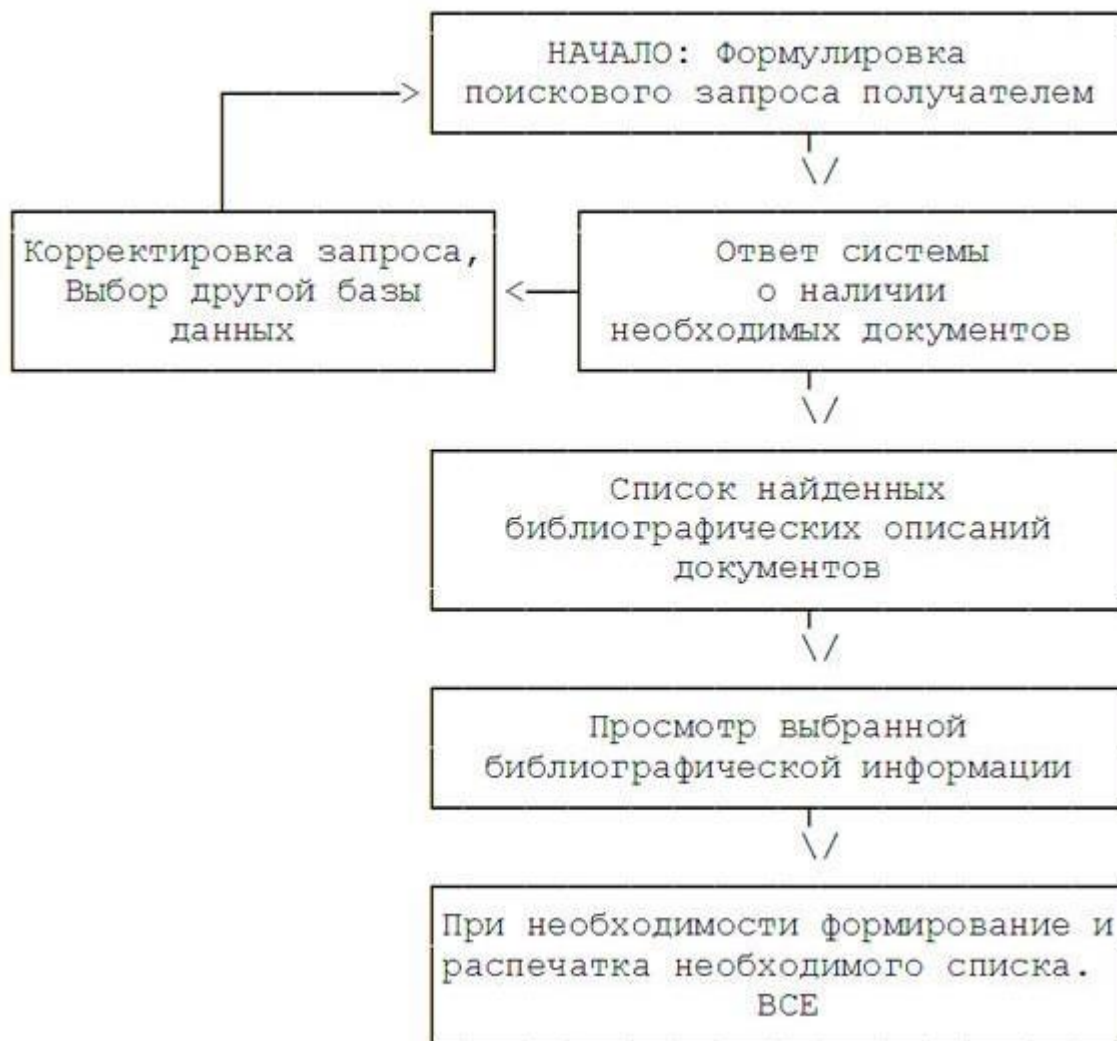 НАЧАЛО: Формулировка
поискового запроса получателем
Корректировка запроса,
Выбор другой базы
данных
Ответ системы
о наличии
необходимых документов
Список найденных
библиографических описаний
документов
Просмотр выбранной
библиографической информации
При необходимости формирование и
распечатка необходимого списка.
ВСЕ